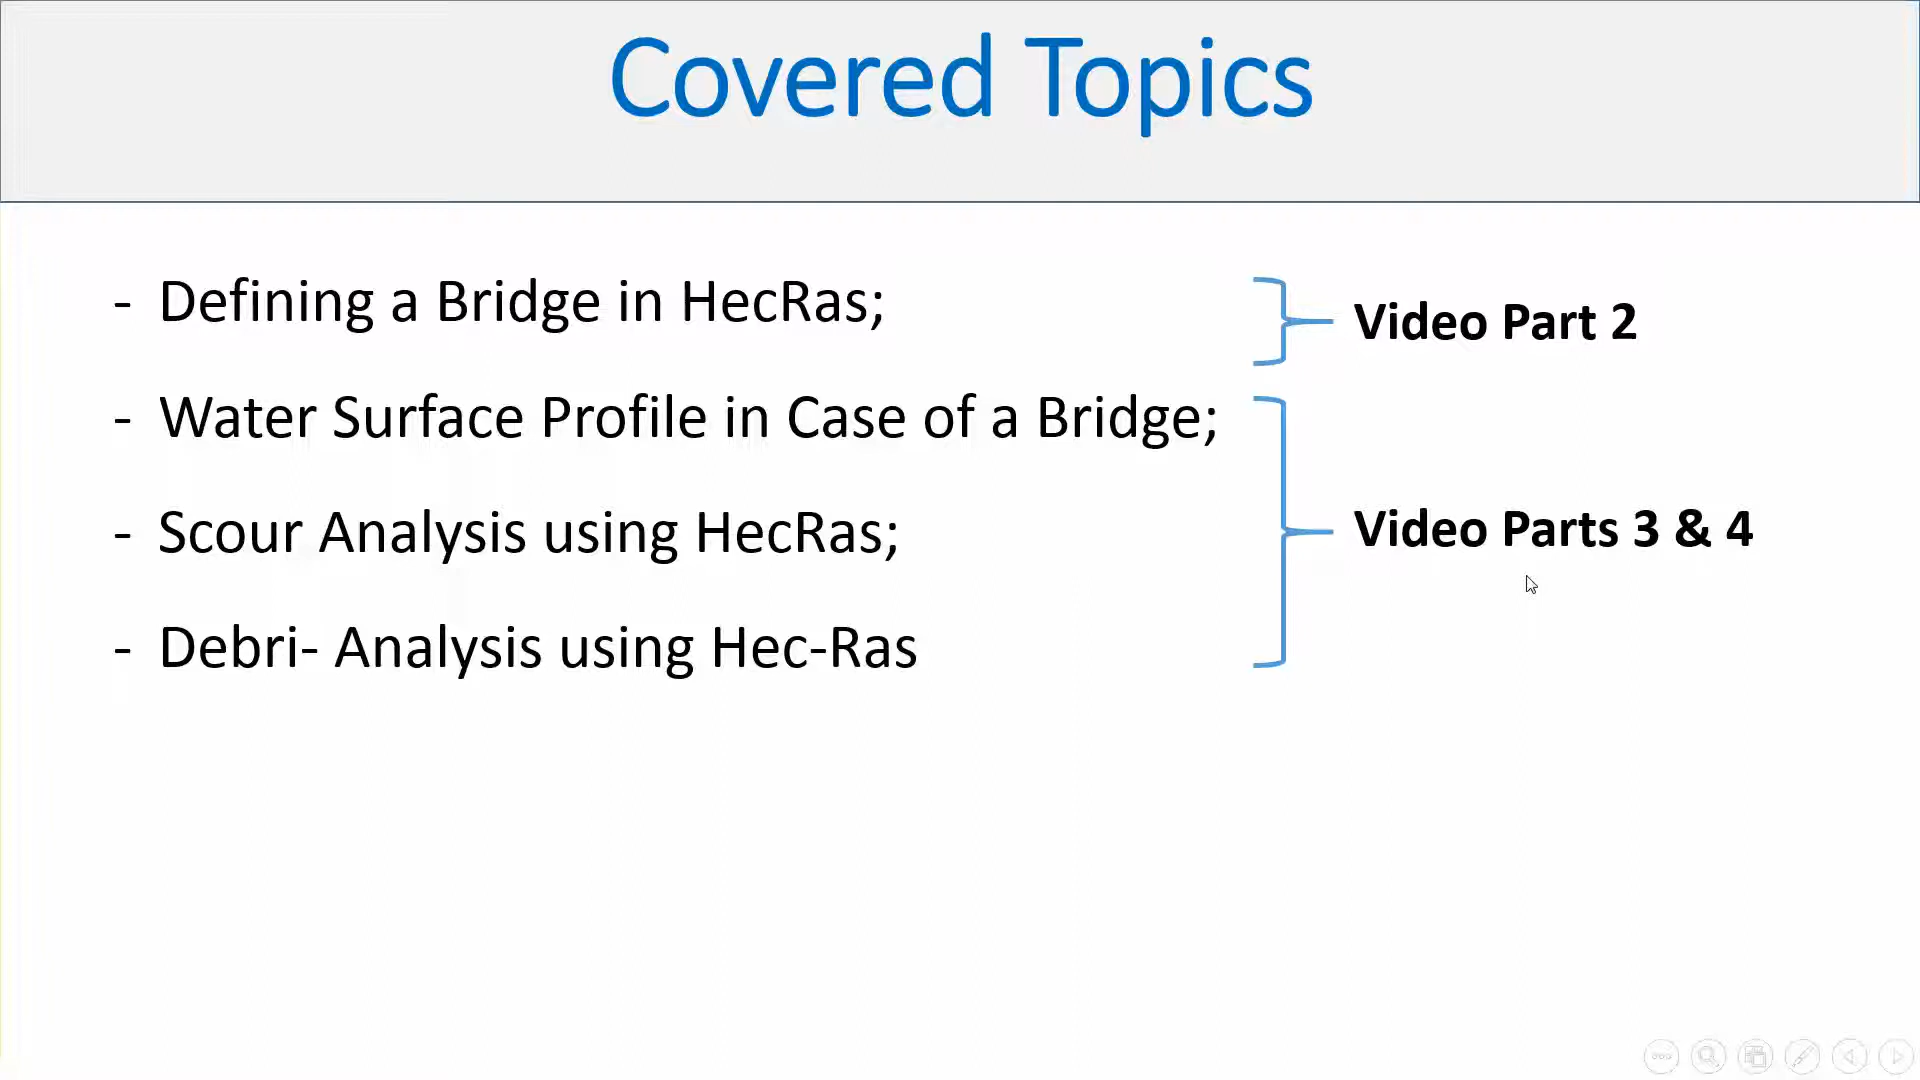 Covered Topics
- Defining a Bridge in HecRas;
Video Part 2
- Water Surface Profile in Case of a Bridge;
- Scour Analysis using HecRas;
Video Parts 3 & 4
- Debri- Analysis using Hec-Ras